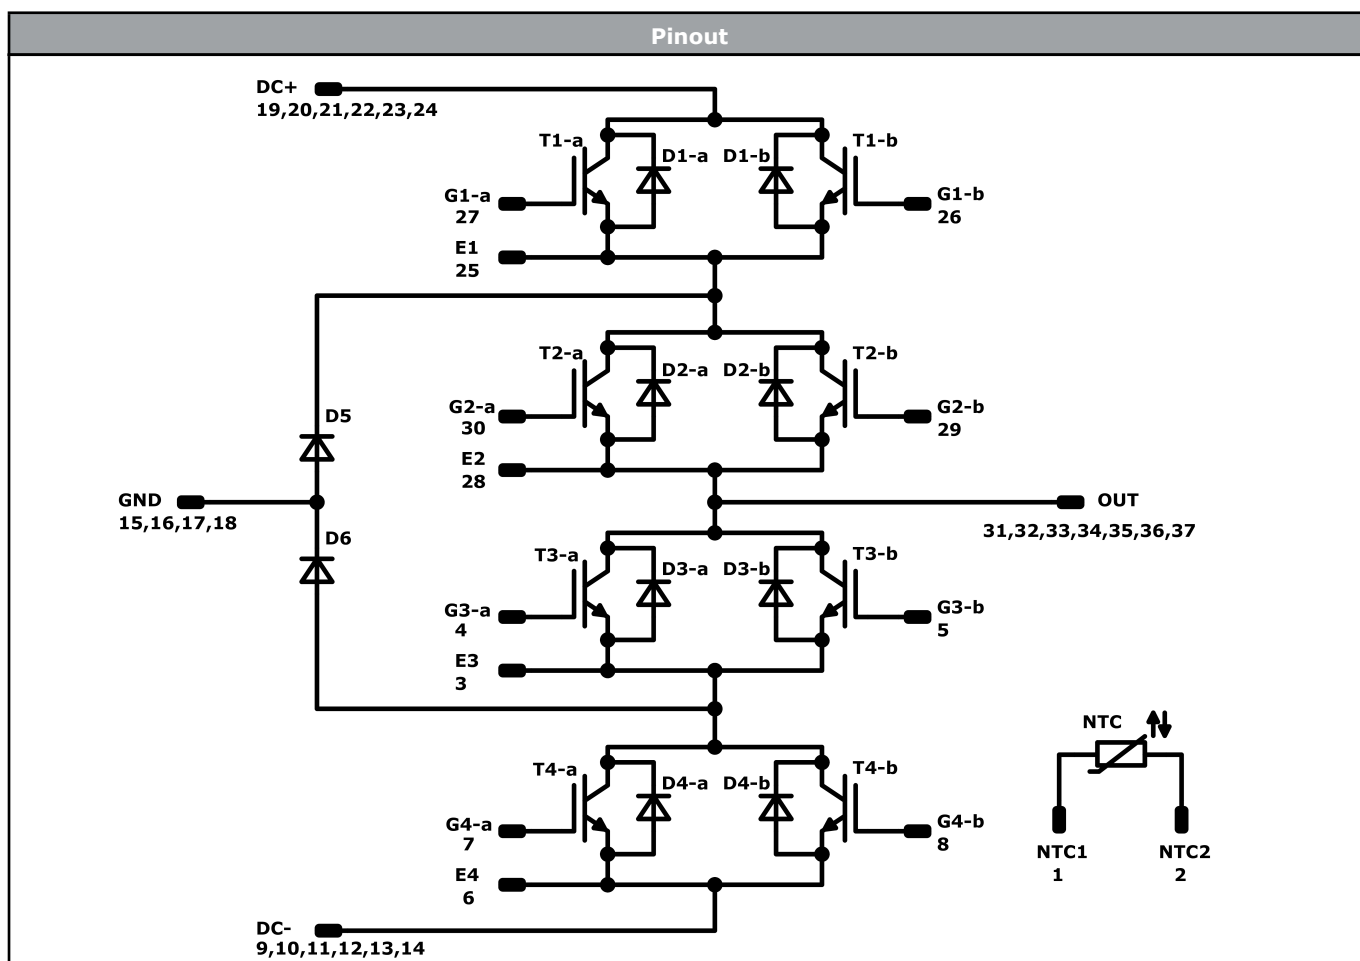 Pinout
DC+
19,20,21,22,23,24
T1-a
D1-a
D1-b
T1-b
G1-a
27
G1-b
26
E1
25
T2-a
D2-a
D2-b
T2-b
G2-a
30
G2-b
29
D5
E2
28
GND
15,16,17,18
OUT
31,32,33,34,35,36,37
D6
T3-a
D3-a
D3-b
T3-b
G3-a
4
G3-b
5
E3
3
NTC
T4-a
D4-a
D4-b
T4-b
G4-a
7
G4-b
8
NTC1
1
NTC2
2
E4
6
DC-
9,10,11,12,13,14